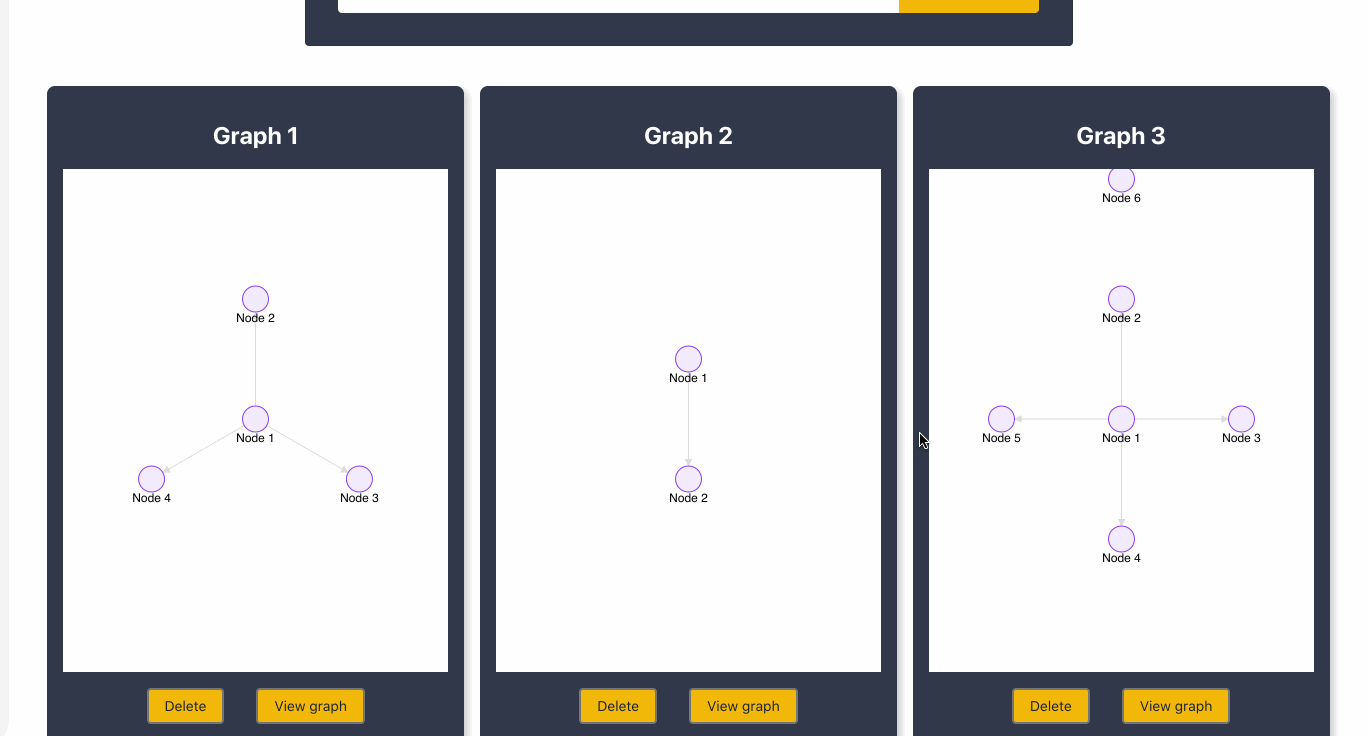 Graph 1
Node 2
Node 1
Node 4
Node 3
Delete
View graph
Graph 2
Node 1
Node 2
Delete
View graph
Graph 3
Node 6
Node 2
Node 5
Node 1
Node 3
Node 4
Delete
View graph